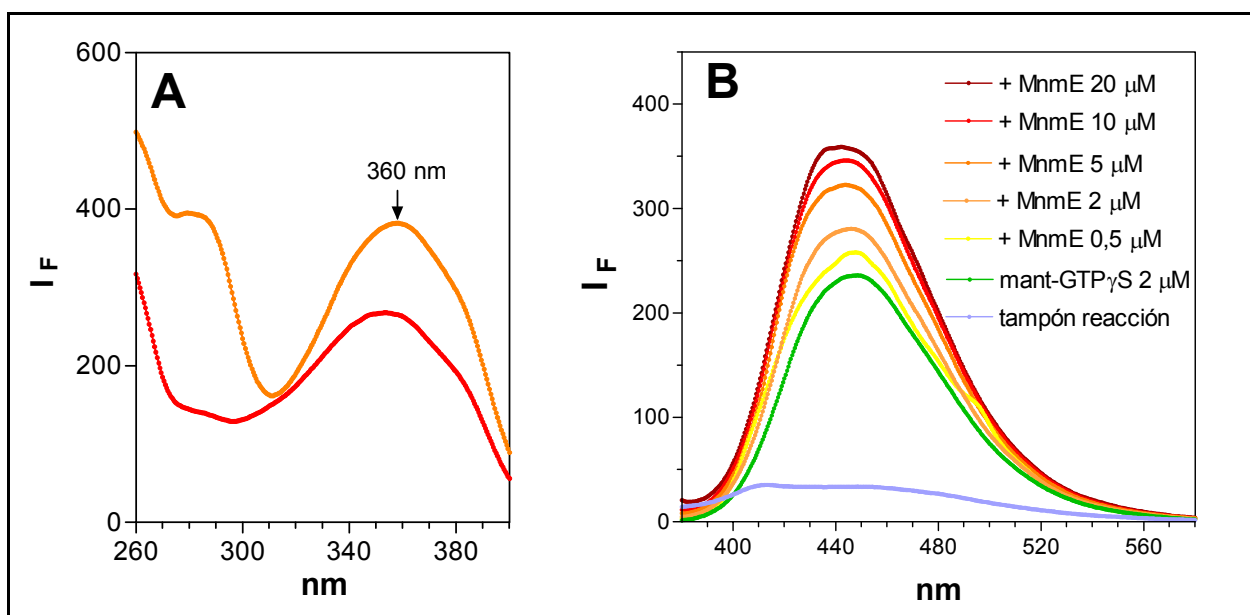 A
600
400
200
0
I F
360 nm
260
300
340
380
nm
B
400
300
200
100
0
I F
+ MnmE 20 μM
+ MnmE 10 μM
+ MnmE 5 μM
+ MnmE 2 μM
+ MnmE 0,5 μM
mant-GTPγS 2 μM
tampón reacción
400
440
480
520
560
nm